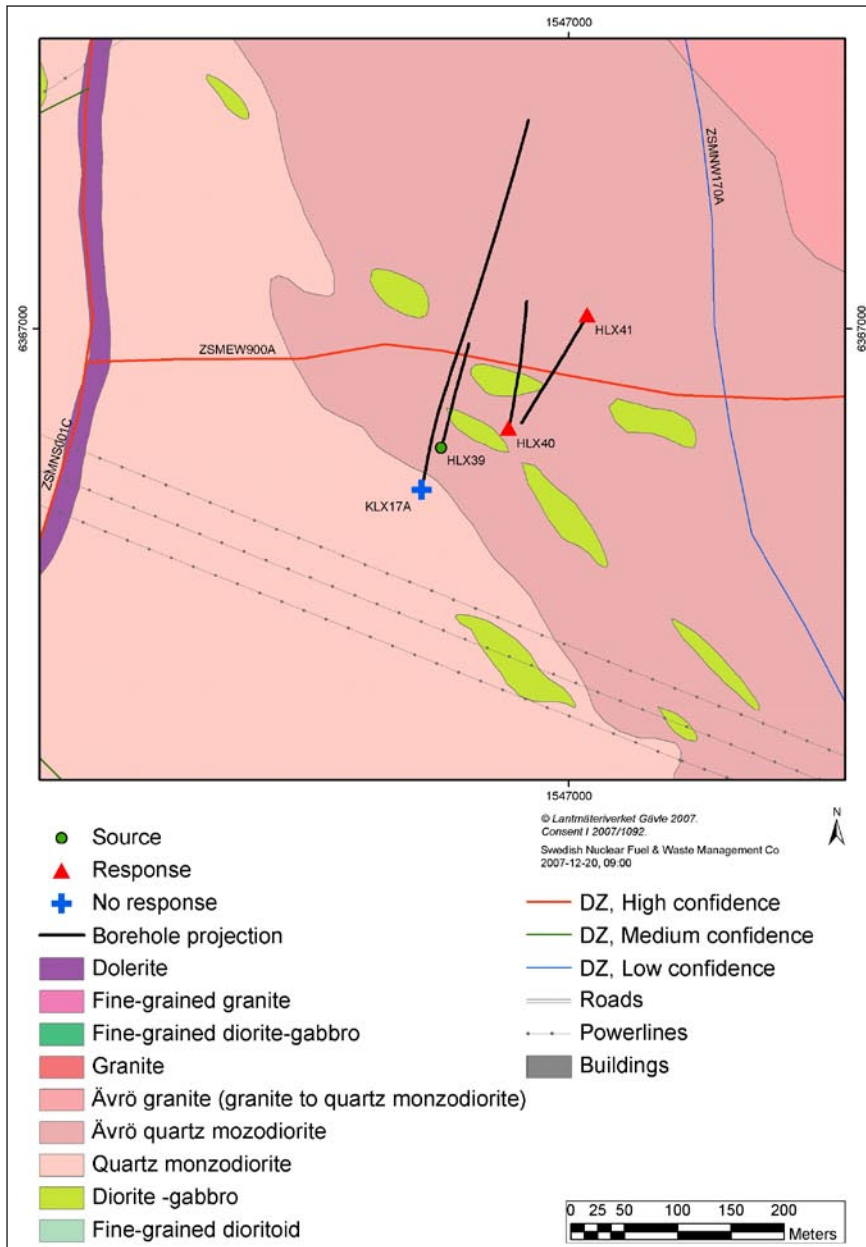 1547000
ZSMNW170A
6367000
6367000
HLX41
ZSMEW900A
HLX40
HLX39
ZSMNS001C
KLX17A
1547000
© Lantmäteriverket Gävle 2007.
Consent I 2007/1092.
Swedish Nuclear Fuel & Waste Management Co
2007-12-20, 09:00
N
Source
Response
No response
Borehole projection
Dolerite
Fine-grained granite
Fine-grained diorite-gabbro
Granite
Ävrö granite (granite to quartz monzodiorite)
Ävrö quartz mozodiorite
Quartz monzodiorite
Diorite -gabbro
Fine-grained dioritoid
DZ, High confidence
DZ, Medium confidence
DZ, Low confidence
Roads
Powerlines
Buildings
0 25 50 100 150 200
Meters